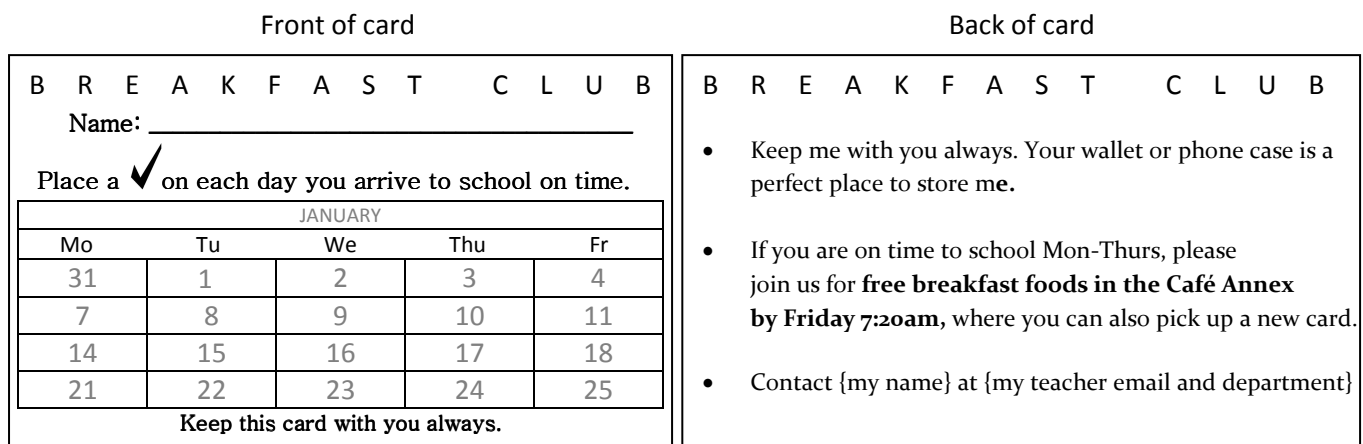 Front of card
B R E A K F A S T C L U B
Name: ________________________________
Place a ✓ on each day you arrive to school on time.
JANUARY
Mo Tu We Thu Fr
31 1 2 3 4
7 8 9 10 11
14 15 16 17 18
21 22 23 24 25
Keep this card with you always.
Back of card
B R E A K F A S T C L U B
• Keep me with you always. Your wallet or phone case is a
perfect place to store me.
• If you are on time to school Mon-Thurs, please
join us for free breakfast foods in the Café Annex
by Friday 7:20am, where you can also pick up a new card.
• Contact {my name} at {my teacher email and department}